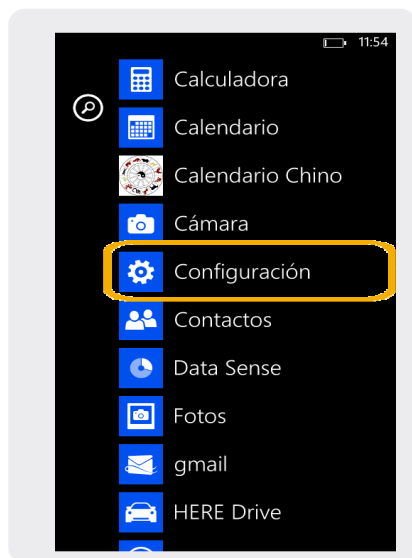 11:54
Calculadora
Calendario
Calendario Chino
Cámara
Configuración
Contactos
Data Sense
Fotos
gmail
HERE Drive